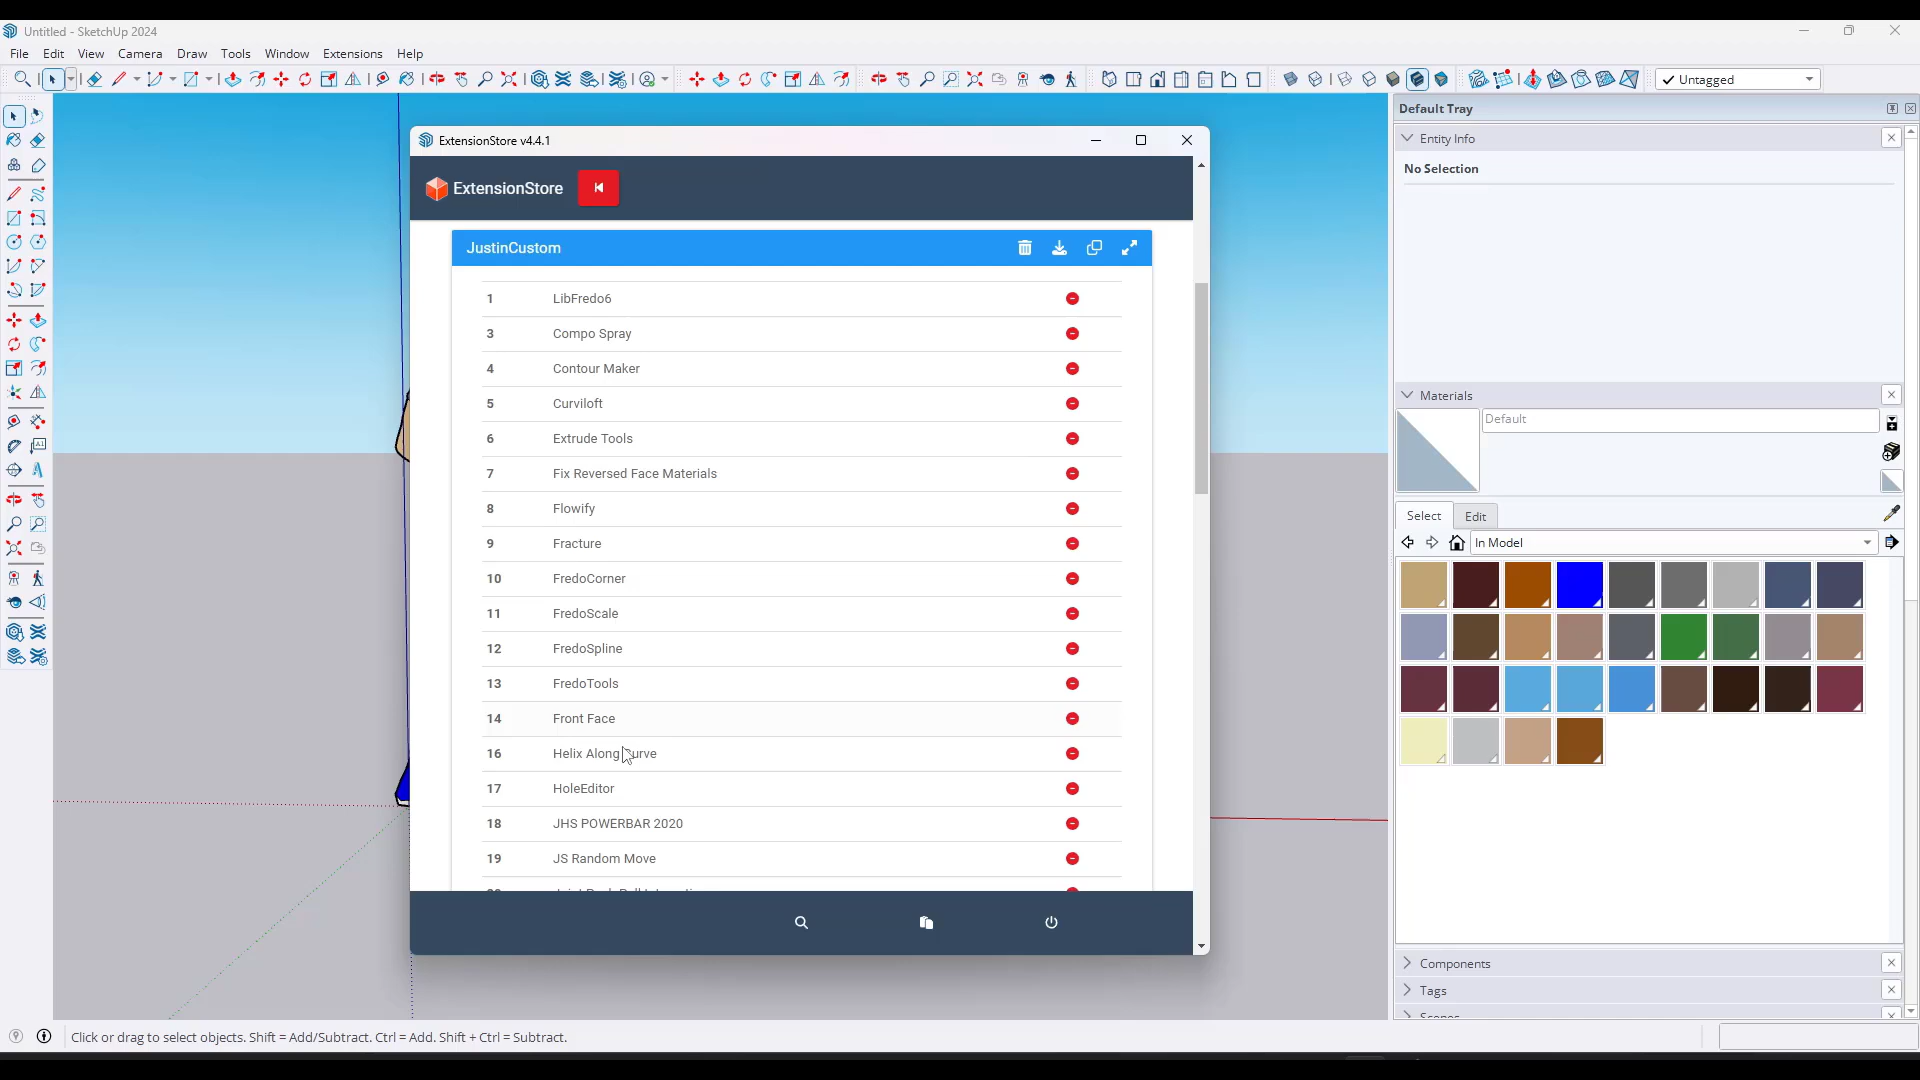 Untitled - SketchUp 2024
File Edit View Camera Draw Tools Window Extensions Help
Untagged
Default Tray
Entity Info
No Selection
Materials
Default
Select Edit
In Model
Components
Tags
ExtensionStore v4.4.1
ExtensionStore
JustinCustom
1 LibFredo6
3 Compo Spray
4 Contour Maker
5 Curviloft
6 Extrude Tools
7 Fix Reversed Face Materials
8 Flowify
9 Fracture
10 FredoCorner
11 FredoScale
12 FredoSpline
13 FredoTools
14 Front Face
16 Helix Along Curve
17 HoleEditor
18 JHS POWERBAR 2020
19 JS Random Move
Click or drag to select objects. Shift = Add/Subtract. Ctrl = Add. Shift + Ctrl = Subtract.